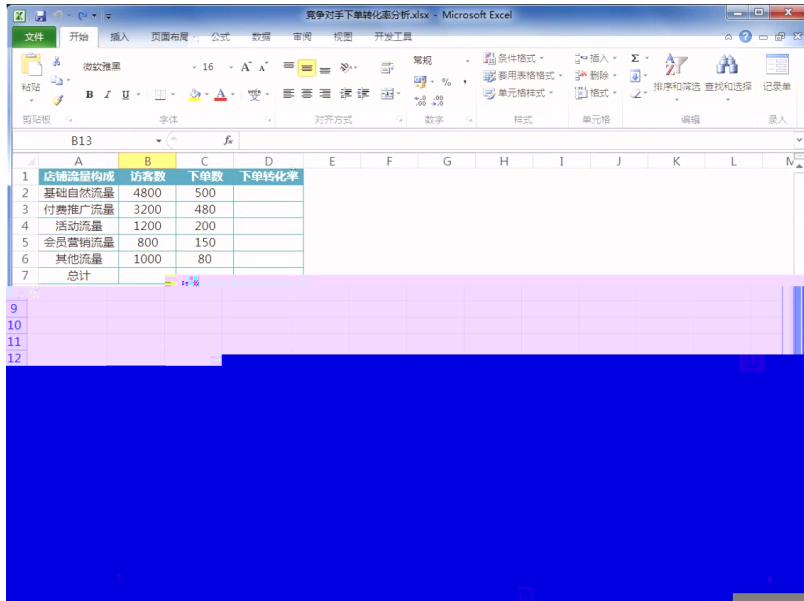 竞争对手下单转化率分析.xlsx - Microsoft Excel
文件 开始 插入 页面布局 公式 数据 审阅 视图 开发工具
微软雅黑 16 A A 常规 条件格式 插入 Σ
粘贴 套用表格格式 删除 排序和筛选 查找和选择 记录单
B I U A % , 单元格样式 格式
剪贴板 字体 对齐方式 数字 样式 单元格 编辑 录入
B13 fx
A B C D E F G H I J K L
1 店铺流量构成 访客数 下单数 下单转化率
2 基础自然流量 4800 500
3 付费推广流量 3200 480
4 活动流量 1200 200
5 会员营销流量 800 150
6 其他流量 1000 80
7 总计
9
10
11
12